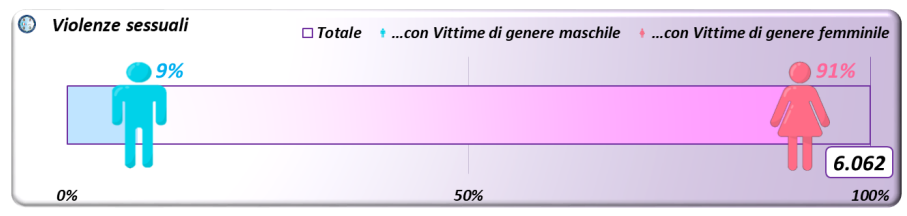 Violenze sessuali
Totale ...con Vittime di genere maschile ...con Vittime di genere femminile
9% 91%
6.062
0% 50% 100%